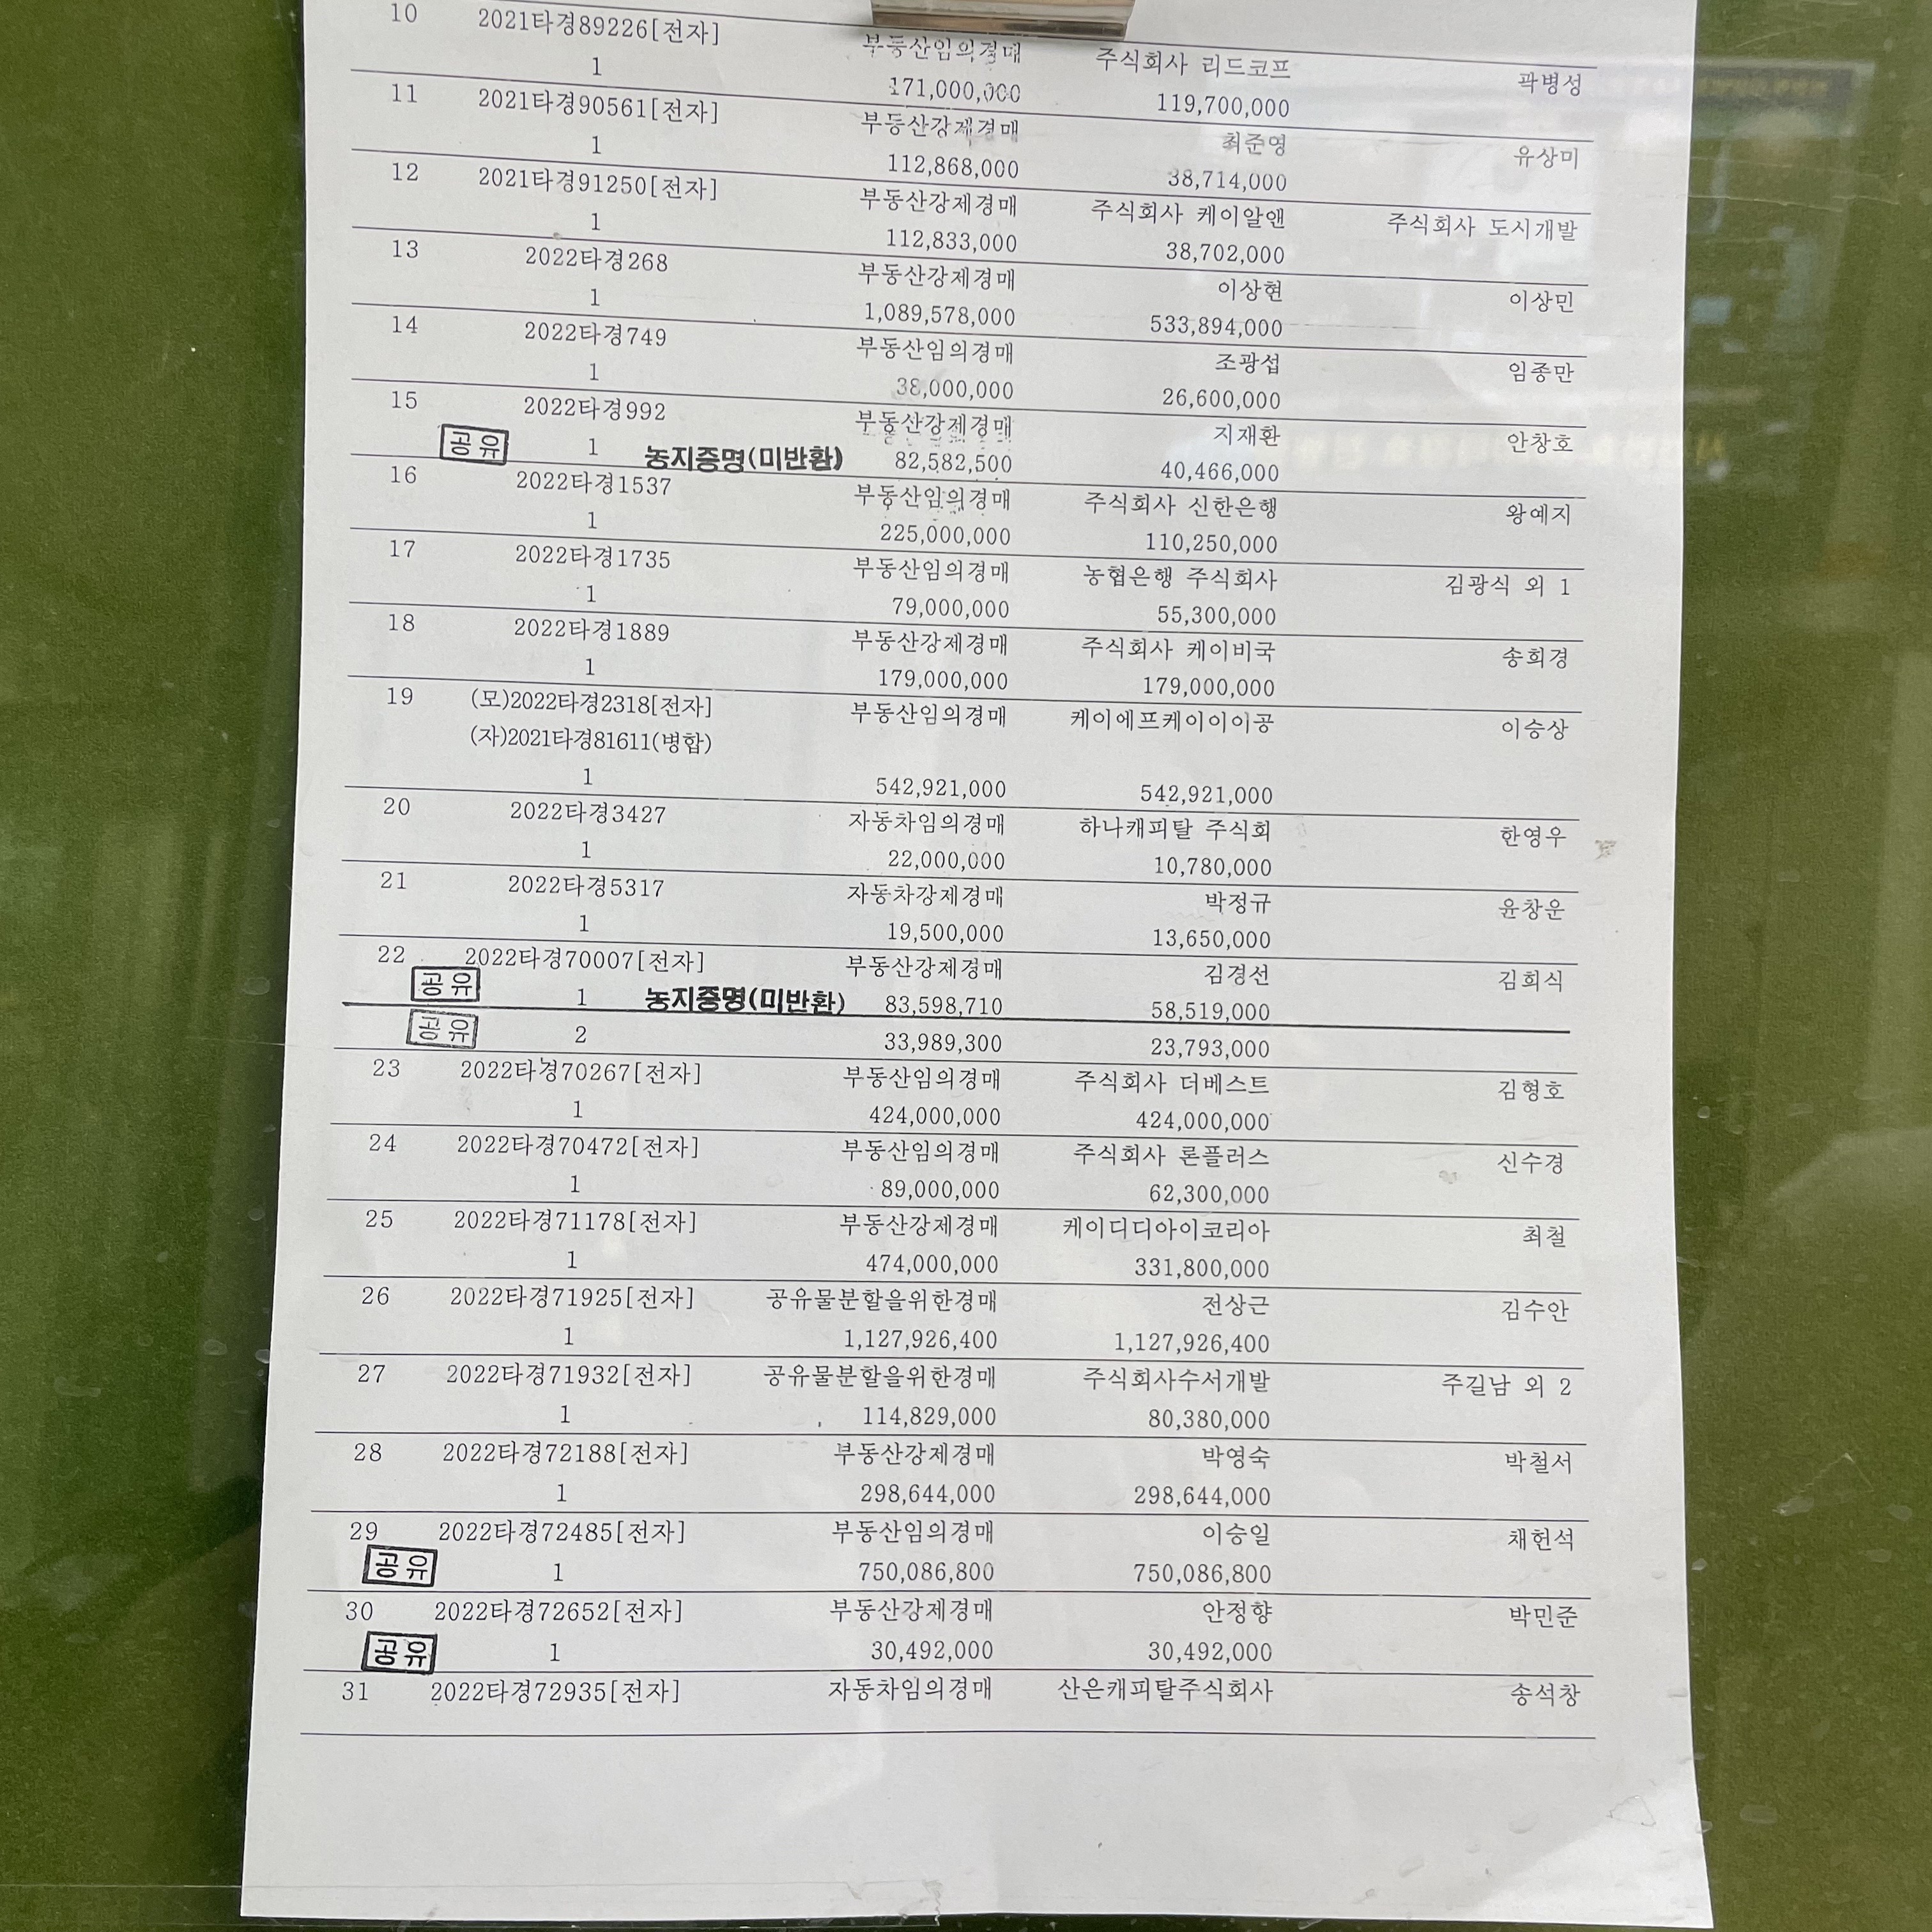 10 2021타경89226[전자] 부동산임의경매 주식회사 리드코프 곽병성
1 171,000,000 119,700,000
11 2021타경90561[전자] 부동산강제경매 최준영 유상미
1 112,868,000 38,714,000
12 2021타경91250[전자] 부동산강제경매 주식회사 케이알앤 주식회사 도시개발
1 112,833,000 38,702,000
13 2022타경268 부동산강제경매 이상현 이상민
1 1,089,578,000 533,894,000
14 2022타경749 부동산임의경매 조광섭 임종만
1 38,000,000 26,600,000
15 2022타경992 부동산강제경매 지재환 안창호
공유 1 농지증명(미반환) 82,582,500 40,466,000
16 2022타경1537 부동산임의경매 주식회사 신한은행 왕예지
1 225,000,000 110,250,000
17 2022타경1735 부동산임의경매 농협은행 주식회사 김광식 외 1
1 79,000,000 55,300,000
18 2022타경1889 부동산강제경매 주식회사 케이비국 송희경
1 179,000,000 179,000,000
19 (모)2022타경2318[전자] 부동산임의경매 케이에프케이이이공 이승상
(자)2021타경81611(병합)
1 542,921,000 542,921,000
20 2022타경3427 자동차임의경매 하나캐피탈 주식회 한영우
1 22,000,000 10,780,000
21 2022타경5317 자동차강제경매 박정규 윤창운
1 19,500,000 13,650,000
22 2022타경70007[전자] 부동산강제경매 김경선 김희식
공유 1 농지증명(미반환) 83,598,710 58,519,000
공유 2 33,989,300 23,793,000
23 2022타경70267[전자] 부동산임의경매 주식회사 더베스트 김형호
1 424,000,000 424,000,000
24 2022타경70472[전자] 부동산임의경매 주식회사 론플러스 신수경
1 89,000,000 62,300,000
25 2022타경71178[전자] 부동산강제경매 케이디디아이코리아 최철
1 474,000,000 331,800,000
26 2022타경71925[전자] 공유물분할을위한경매 전상근 김수안
1 1,127,926,400 1,127,926,400
27 2022타경71932[전자] 공유물분할을위한경매 주식회사수서개발 주길남 외 2
1 114,829,000 80,380,000
28 2022타경72188[전자] 부동산강제경매 박영숙 박철서
1 298,644,000 298,644,000
29 2022타경72485[전자] 부동산임의경매 이승일 채헌석
공유 1 750,086,800 750,086,800
30 2022타경72652[전자] 부동산강제경매 안정향 박민준
공유 1 30,492,000 30,492,000
31 2022타경72935[전자] 자동차임의경매 산은캐피탈주식회사 송석창